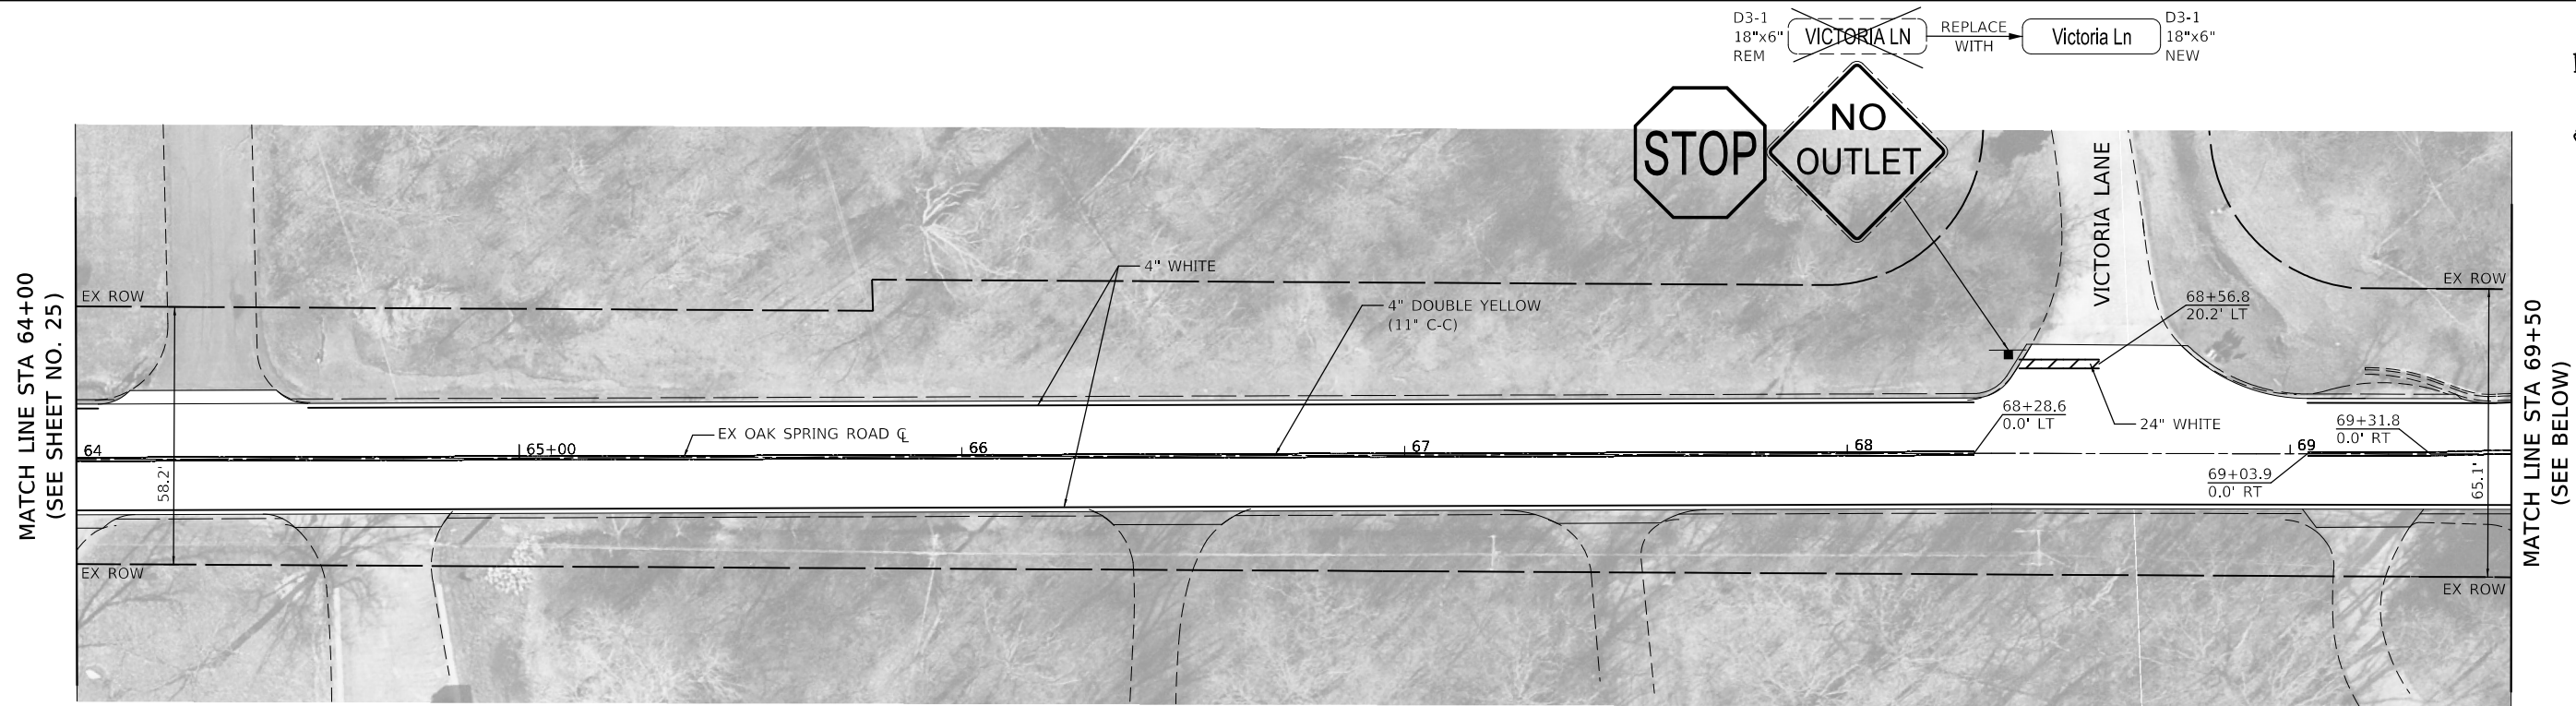 D3-1
18"x6"
REM
VICTORIA LN
REPLACE
WITH
Victoria Ln
D3-1
18"x6"
NEW
STOP
NO
OUTLET
VICTORIA LANE
MATCH LINE STA 64+00
(SEE SHEET NO. 25)
EX ROW
4" WHITE
4" DOUBLE YELLOW
(11" C-C)
EX ROW
68+56.8
20.2' LT
MATCH LINE STA 69+50
(SEE BELOW)
68+28.6
0.0' LT
24" WHITE
69+31.8
0.0' RT
EX OAK SPRING ROAD ℄
64
65+00
66
67
68
69
58.2'
69+03.9
0.0' RT
65.1'
EX ROW
EX ROW